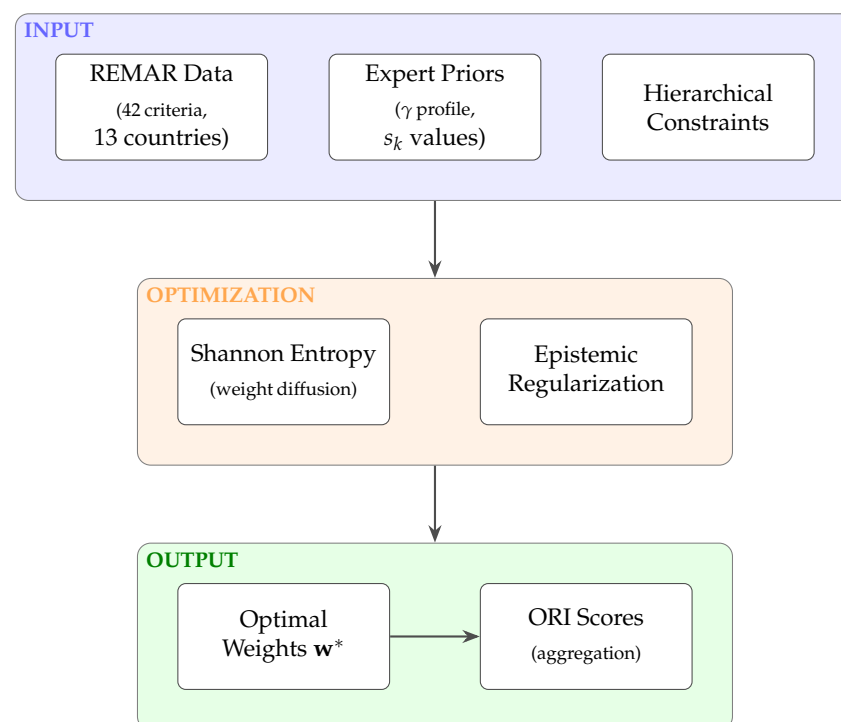 INPUT
REMAR Data
(42 criteria,
13 countries)
Expert Priors
(γ profile,
s_k values)
Hierarchical
Constraints
OPTIMIZATION
Shannon Entropy
(weight diffusion)
Epistemic
Regularization
OUTPUT
Optimal
Weights w*
ORI Scores
(aggregation)